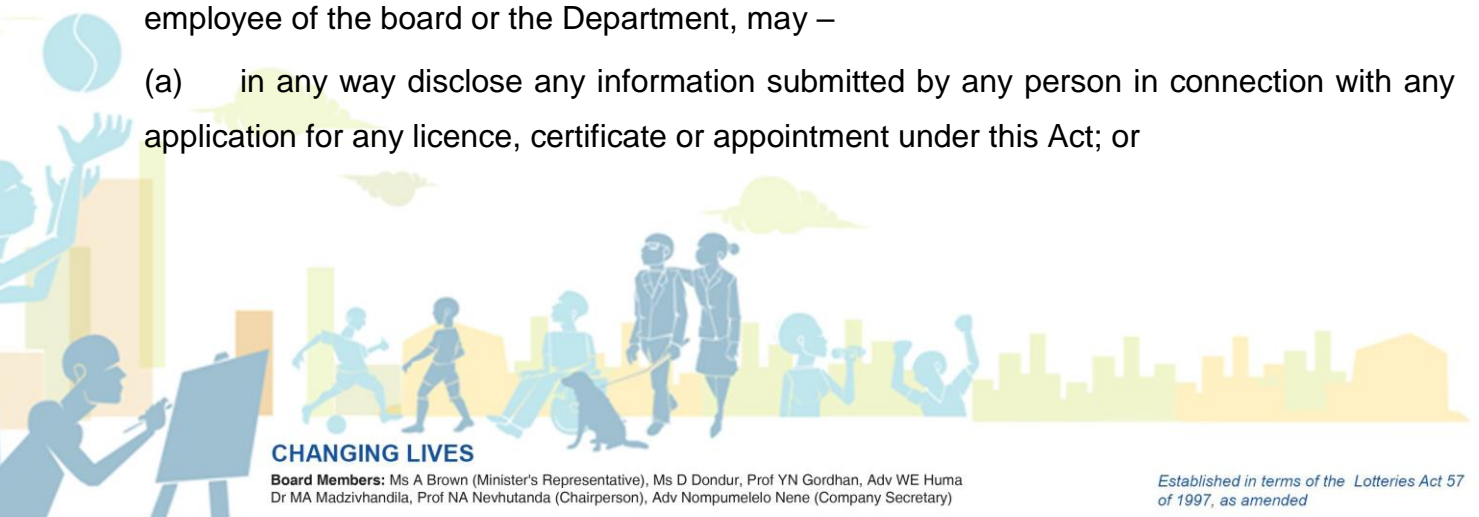 employee of the board or the Department, may –
(a) in any way disclose any information submitted by any person in connection with any
application for any licence, certificate or appointment under this Act; or
CHANGING LIVES
Board Members: Ms A Brown (Minister's Representative), Ms D Dondur, Prof YN Gordhan, Adv WE Huma
Dr MA Madzivhandila, Prof NA Nevhutanda (Chairperson), Adv Nompumelelo Nene (Company Secretary)
Established in terms of the Lotteries Act 57
of 1997, as amended